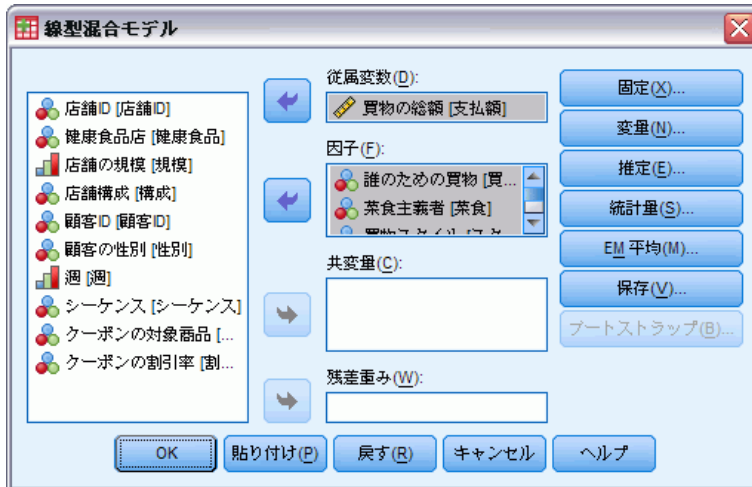 線型混合モデル
店舗ID [店舗ID]
健康食品店 [健康食品]
店舗の規模 [規模]
店舗構成 [構成]
顧客ID [顧客ID]
顧客の性別 [性別]
週 [週]
シーケンス [シーケンス]
クーポンの対象商品 [...
クーポンの割引率 [割...
従属変数(D):
買物の総額 [支払額]
因子(F):
誰のための買物 [買...
菜食主義者 [菜食]
共変量(C):
残差重み(W):
固定(X)...
変量(N)...
推定(E)...
統計量(S)...
EM 平均(M)...
保存(V)...
ブートストラップ(B)...
OK
貼り付け(P)
戻す(R)
キャンセル
ヘルプ